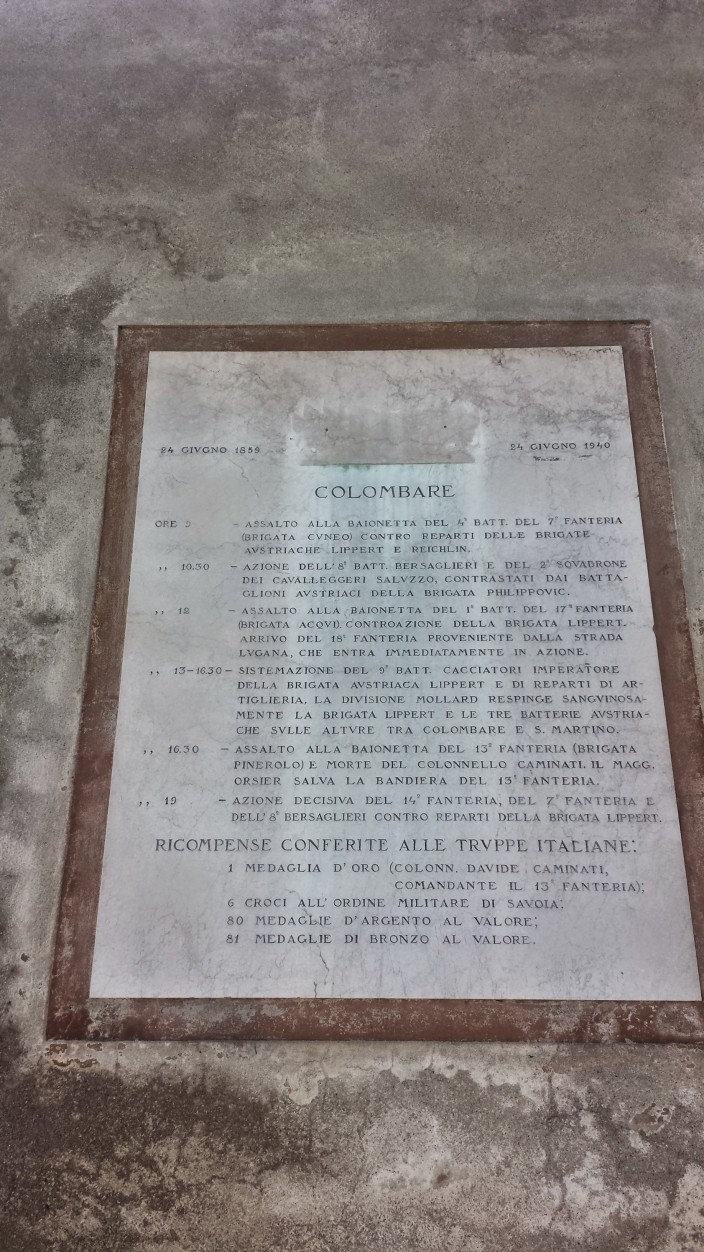 24 GIVGNO 1859
24 GIVGNO 1940
COLOMBARE
ORE 9 – ASSALTO ALLA BAIONETTA DEL 4° BATT. DEL 7° FANTERIA
(BRIGATA CVNEO) CONTRO REPARTI DELLE BRIGATE
AVSTRIACHE LIPPERT E REICHLIN.
,, 10.30 – AZIONE DELL'8° BATT. BERSAGLIERI E DEL 2° SQVADRONE
DEI CAVALLEGGERI SALVZZO, CONTRASTATI DAI BATTA-
GLIONI AVSTRIACI DELLA BRIGATA PHILIPPOVIC.
,, 12 – ASSALTO ALLA BAIONETTA DEL 1° BATT. DEL 17° FANTERIA
(BRIGATA ACQVI). CONTROAZIONE DELLA BRIGATA LIPPERT.
ARRIVO DEL 18° FANTERIA PROVENIENTE DALLA STRADA
LVGANA, CHE ENTRA IMMEDIATAMENTE IN AZIONE.
,, 13–16.30 – SISTEMAZIONE DEL 9° BATT. CACCIATORI IMPERATORE
DELLA BRIGATA AVSTRIACA LIPPERT E DI REPARTI DI AR-
TIGLIERIA, LA DIVISIONE MOLLARD RESPINGE SANGVINOSA-
MENTE LA BRIGATA LIPPERT E LE TRE BATTERIE AVSTRIA-
CHE SVLLE ALTVRE TRA COLOMBARE E S. MARTINO.
,, 16.30 – ASSALTO ALLA BAIONETTA DEL 13° FANTERIA (BRIGATA
PINEROLO) E MORTE DEL COLONNELLO CAMINATI. IL MAGG.
ORSIER SALVA LA BANDIERA DEL 13° FANTERIA.
,, 19 – AZIONE DECISIVA DEL 14° FANTERIA, DEL 7° FANTERIA E
DELL'8° BERSAGLIERI CONTRO REPARTI DELLA BRIGATA LIPPERT.
RICOMPENSE CONFERITE ALLE TRVPPE ITALIANE:
1 MEDAGLIA D'ORO (COLONN. DAVIDE CAMINATI,
COMANDANTE IL 13° FANTERIA);
6 CROCI ALL'ORDINE MILITARE DI SAVOIA;
80 MEDAGLIE D'ARGENTO AL VALORE;
81 MEDAGLIE DI BRONZO AL VALORE.